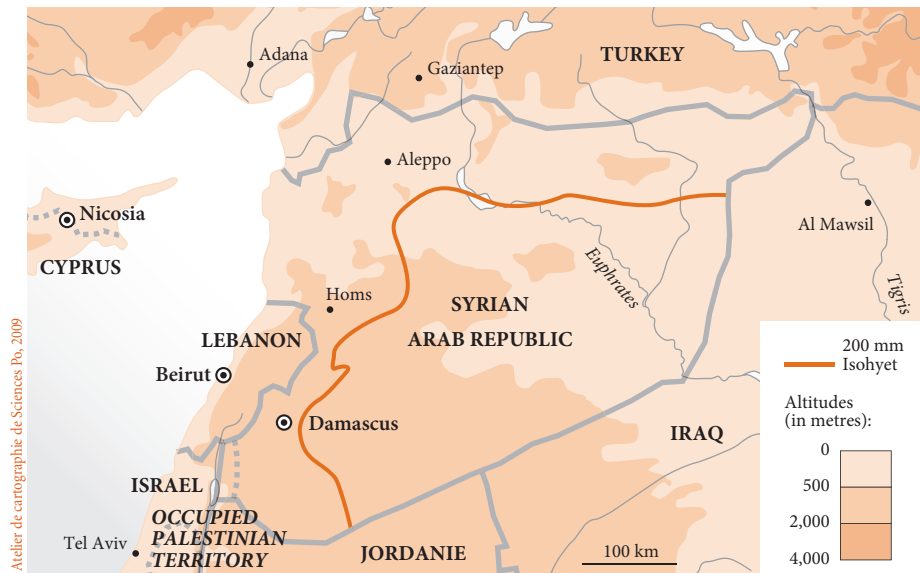 Adana
Gaziantep
TURKEY
Aleppo
Nicosia
CYPRUS
Al Mawsil
Euphrates
Tigris
Homs
SYRIAN
ARAB REPUBLIC
LEBANON
Beirut
Damascus
IRAQ
ISRAEL
OCCUPIED
PALESTINIAN
TERRITORY
Tel Aviv
JORDANIE
100 km
200 mm
Isohyet
Altitudes
(in metres):
0
500
2,000
4,000
Atelier de cartographie de Sciences Po, 2009